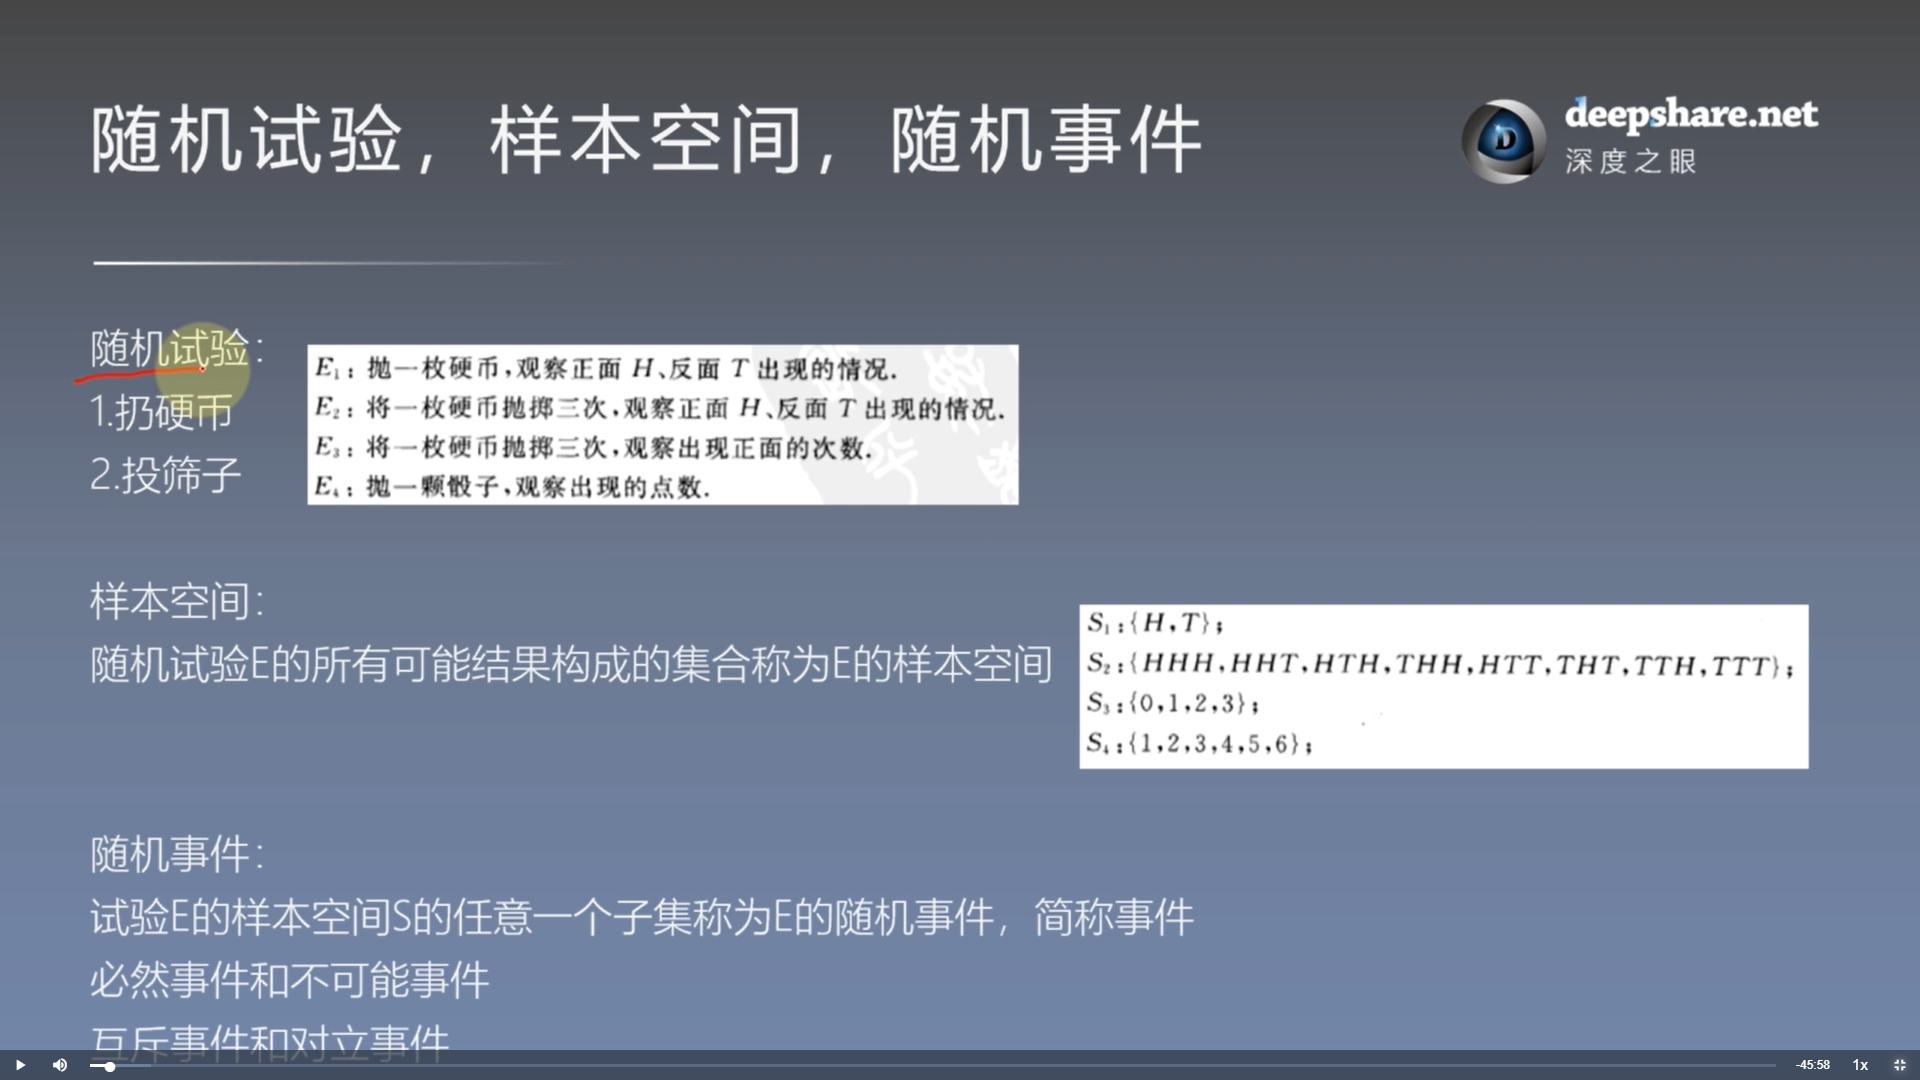 随机试验，样本空间，随机事件
deepshare.net
深度之眼
随机试验：
1.扔硬币
2.投筛子
E₁：抛一枚硬币，观察正面 H、反面 T 出现的情况.
E₂：将一枚硬币抛掷三次，观察正面 H、反面 T 出现的情况.
E₃：将一枚硬币抛掷三次，观察出现正面的次数.
E₄：抛一颗骰子，观察出现的点数.
样本空间：
随机试验E的所有可能结果构成的集合称为E的样本空间
S₁:{H,T};
S₂:{HHH,HHT,HTH,THH,HTT,THT,TTH,TTT};
S₃:{0,1,2,3};
S₄:{1,2,3,4,5,6};
随机事件：
试验E的样本空间S的任意一个子集称为E的随机事件，简称事件
必然事件和不可能事件
互斥事件和对立事件
-45:58
1x